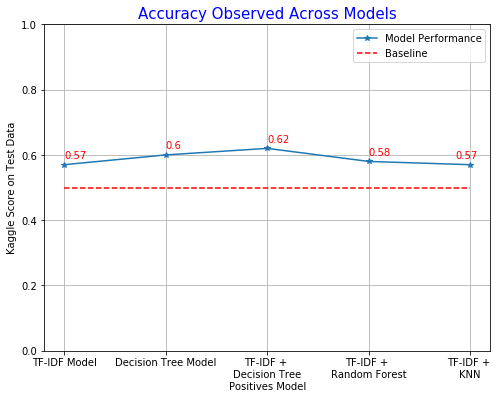 Accuracy Observed Across Models
Model Performance
Baseline
Kaggle Score on Test Data
1.0
0.8
0.6
0.4
0.2
0.0
0.57
0.6
0.62
0.58
0.57
TF-IDF Model
Decision Tree Model
TF-IDF +
Decision Tree
Positives Model
TF-IDF +
Random Forest
TF-IDF +
KNN